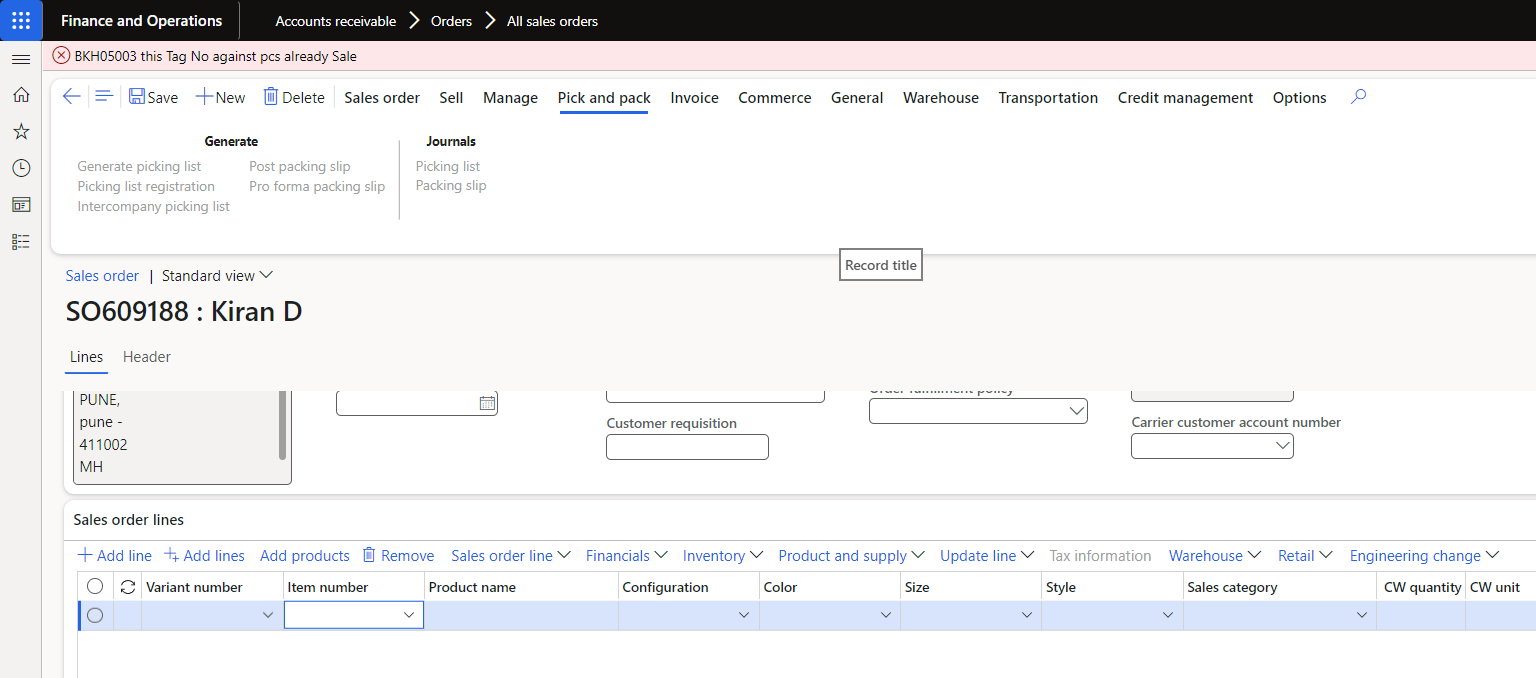 Finance and Operations
Accounts receivable
Orders
All sales orders
BKH05003 this Tag No against pcs already Sale
Save
New
Delete
Sales order
Sell
Manage
Pick and pack
Invoice
Commerce
General
Warehouse
Transportation
Credit management
Options
Generate
Generate picking list
Picking list registration
Intercompany picking list
Post packing slip
Pro forma packing slip
Journals
Picking list
Packing slip
Record title
Sales order | Standard view
SO609188 : Kiran D
Lines
Header
PUNE,
pune -
411002
MH
Customer requisition
Order fulfillment policy
Carrier customer account number
Sales order lines
Add line
Add lines
Add products
Remove
Sales order line
Financials
Inventory
Product and supply
Update line
Tax information
Warehouse
Retail
Engineering change
Variant number
Item number
Product name
Configuration
Color
Size
Style
Sales category
CW quantity
CW unit